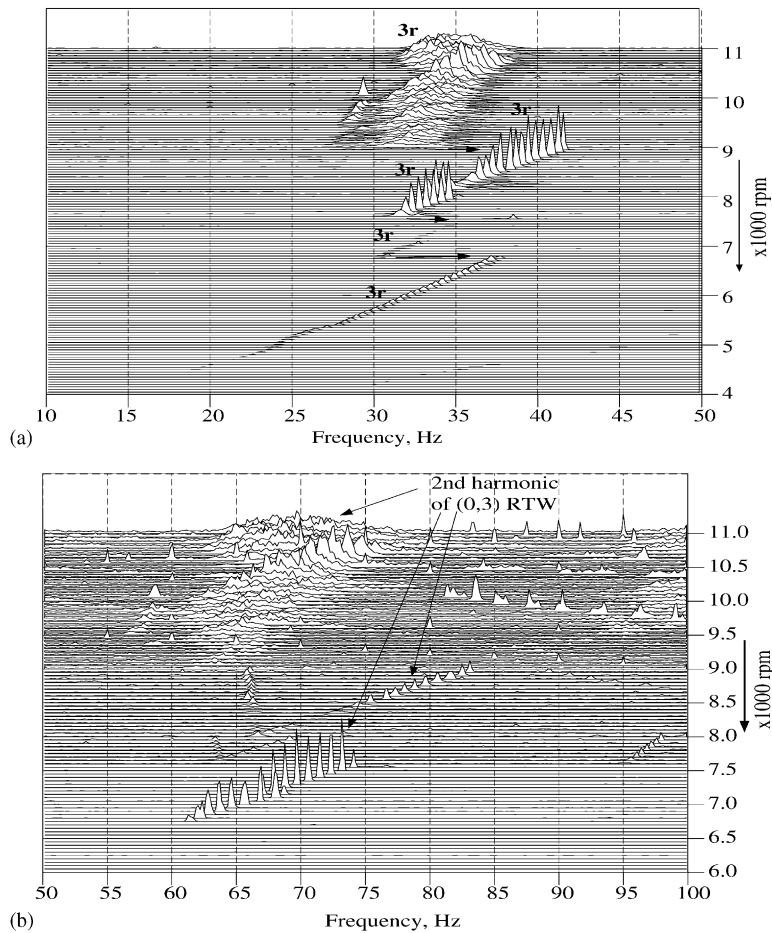 3r
11
10
3r
9
3r
8
3r
7
3r
6
5
4
x1000 rpm
10 15 20 25 30 35 40 45 50
(a)
Frequency, Hz
2nd harmonic
of (0,3) RTW
11.0
10.5
10.0
9.5
9.0
8.5
8.0
7.5
7.0
6.5
6.0
x1000 rpm
50 55 60 65 70 75 80 85 90 95 100
(b)
Frequency, Hz